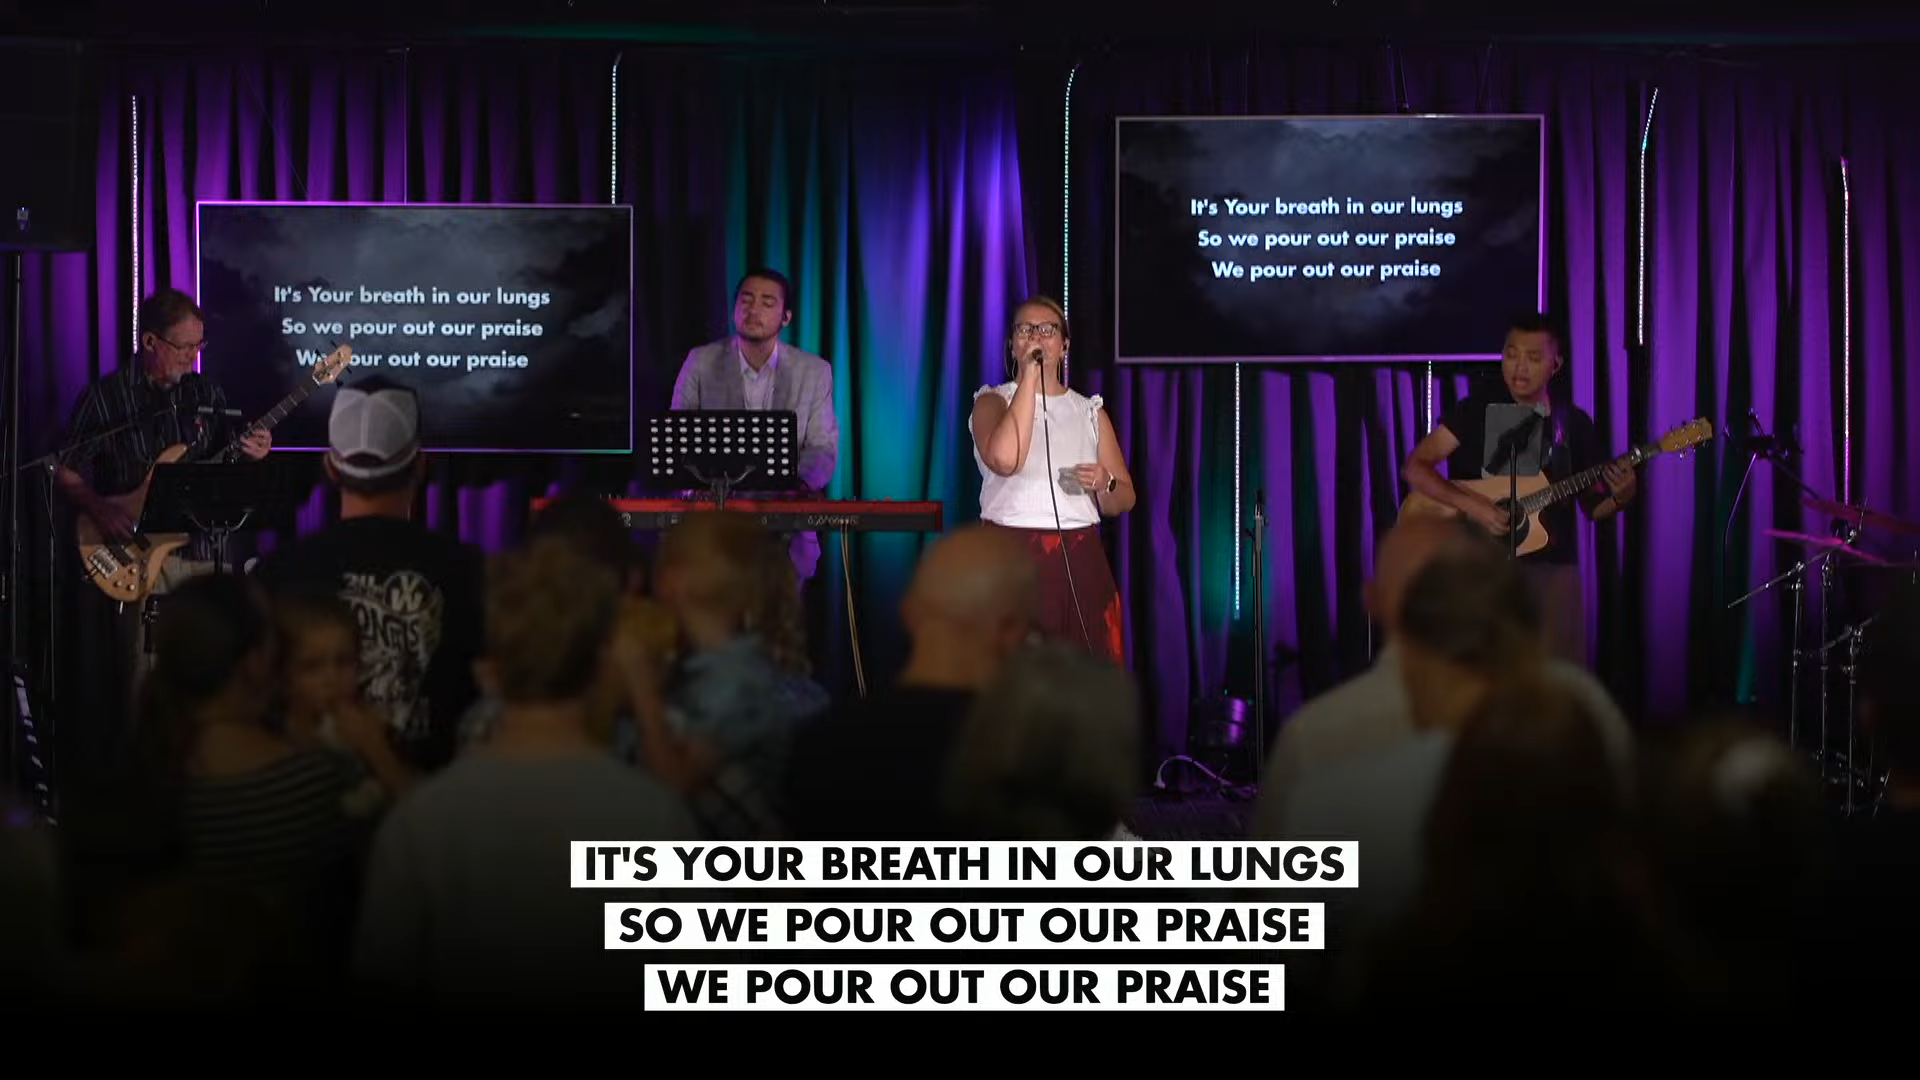 It's Your breath in our lungs
So we pour out our praise
We pour out our praise
It's Your breath in our lungs
So we pour out our praise
our out our praise
IT'S YOUR BREATH IN OUR LUNGS
SO WE POUR OUT OUR PRAISE
WE POUR OUT OUR PRAISE